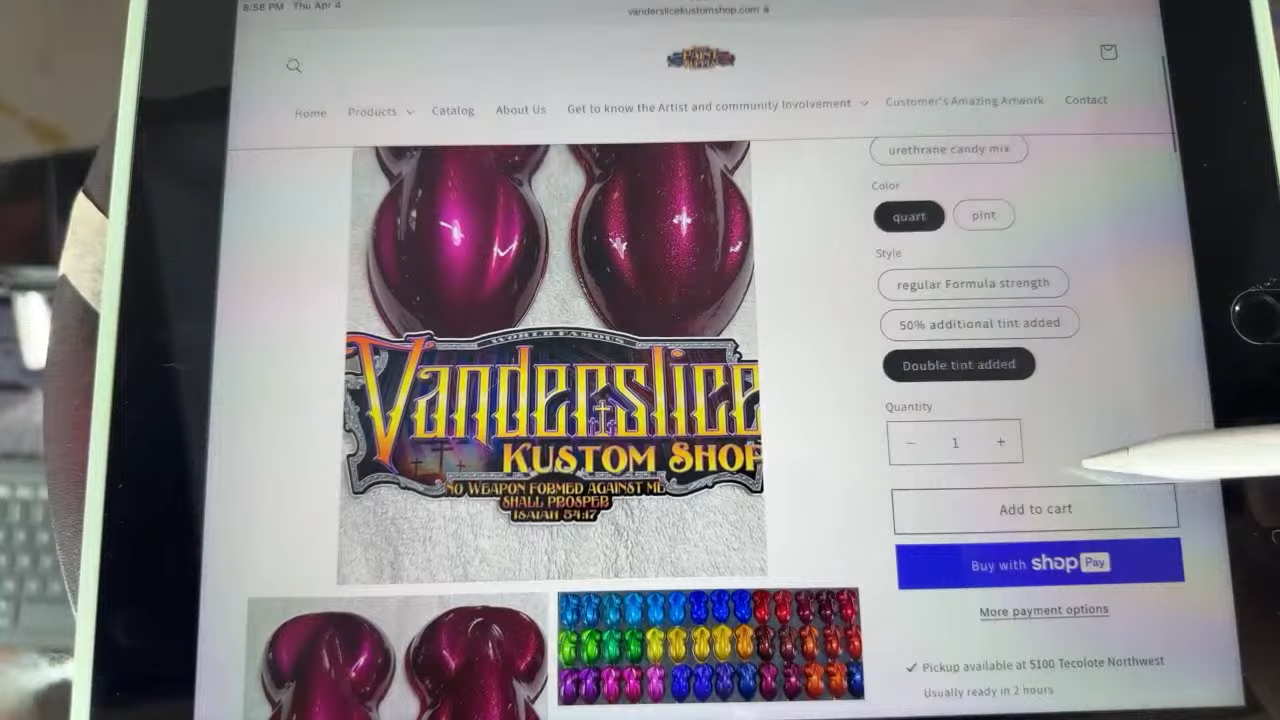 8:58 PM Thu Apr 4
vanderslicekustomshop.com
PAINT
Home Products Catalog About Us Get to know the Artist and community Involvement Customer's Amazing Artwork Contact
urethrane candy mix
Color
quart pint
Style
regular Formula strength
50% additional tint added
Double tint added
Quantity
− 1 +
Add to cart
Buy with shop Pay
More payment options
Pickup available at 5100 Tecolote Northwest
Usually ready in 2 hours
WORLD FAMOUS
Vanderslice
KUSTOM SHOP
NO WEAPON FORMED AGAINST ME
SHALL PROSPER
ISAIAH 54:17